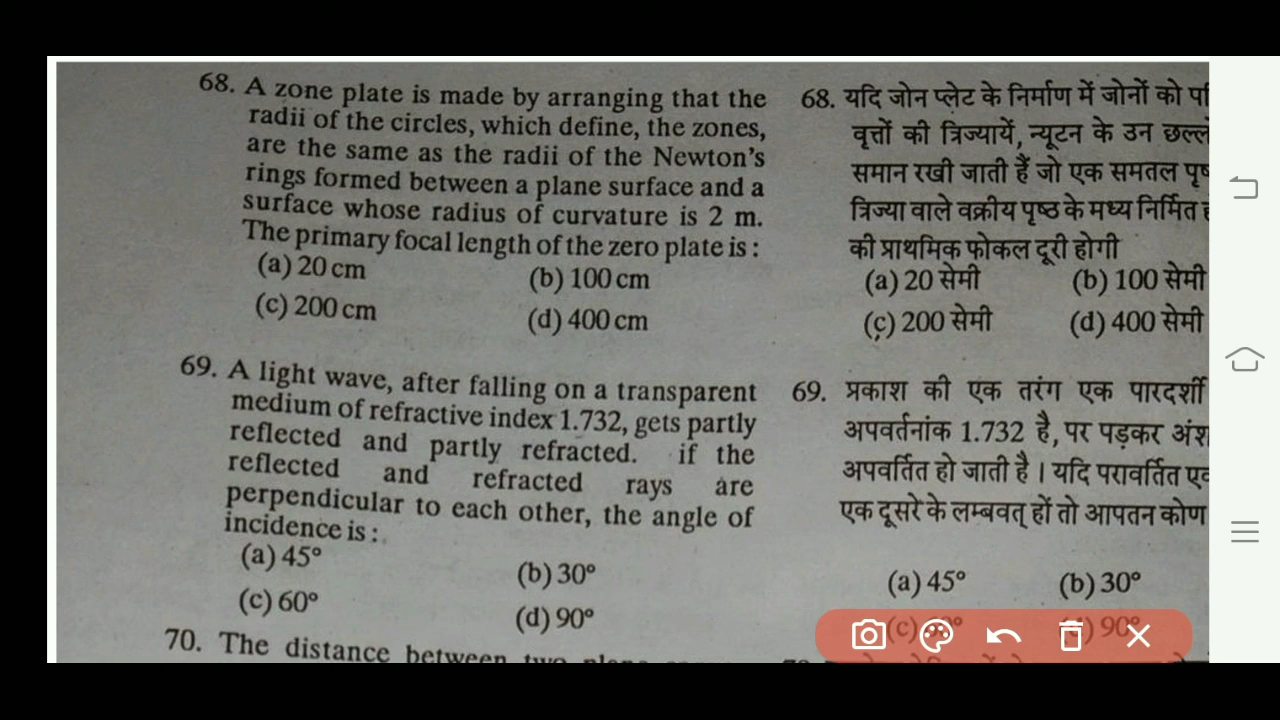 68. A zone plate is made by arranging that the
radii of the circles, which define, the zones,
are the same as the radii of the Newton's
rings formed between a plane surface and a
surface whose radius of curvature is 2 m.
The primary focal length of the zero plate is :
(a) 20 cm (b) 100 cm
(c) 200 cm (d) 400 cm
69. A light wave, after falling on a transparent
medium of refractive index 1.732, gets partly
reflected and partly refracted. if the
reflected and refracted rays are
perpendicular to each other, the angle of
incidence is :
(a) 45° (b) 30°
(c) 60° (d) 90°
70. The distance between two
68. यदि जोन प्लेट के निर्माण में जोनों को
वृत्तों की त्रिज्यायें, न्यूटन के उन
समान रखी जाती हैं जो एक समतल
त्रिज्या वाले वक्रीय पृष्ठ के मध्य निर्मित
की प्राथमिक फोकल दूरी होगी
(a) 20 सेमी (b) 100 सेमी
(c) 200 सेमी (d) 400 सेमी
69. प्रकाश की एक तरंग एक पारदर्शी
अपवर्तनांक 1.732 है, पर पड़कर
अपवर्तित हो जाती है। यदि परावर्तित
एक दूसरे के लम्बवत् हों तो आपतन कोण
(a) 45° (b) 30°
(c) 90°